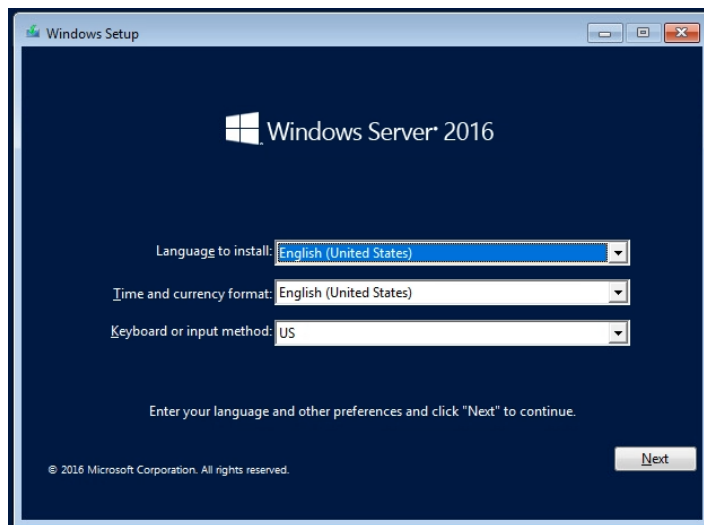 Windows Setup
Windows Server® 2016
Language to install: English (United States)
Time and currency format: English (United States)
Keyboard or input method: US
Enter your language and other preferences and click "Next" to continue.
Next
© 2016 Microsoft Corporation. All rights reserved.